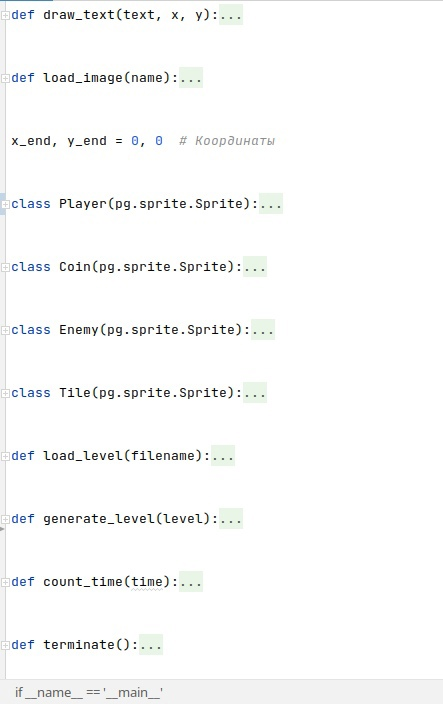 def draw_text(text, x, y):...
def load_image(name):...
x_end, y_end = 0, 0  # Координаты
class Player(pg.sprite.Sprite):...
class Coin(pg.sprite.Sprite):...
class Enemy(pg.sprite.Sprite):...
class Tile(pg.sprite.Sprite):...
def load_level(filename):...
def generate_level(level):...
def count_time(time):...
def terminate():...
if __name__ == '__main__'